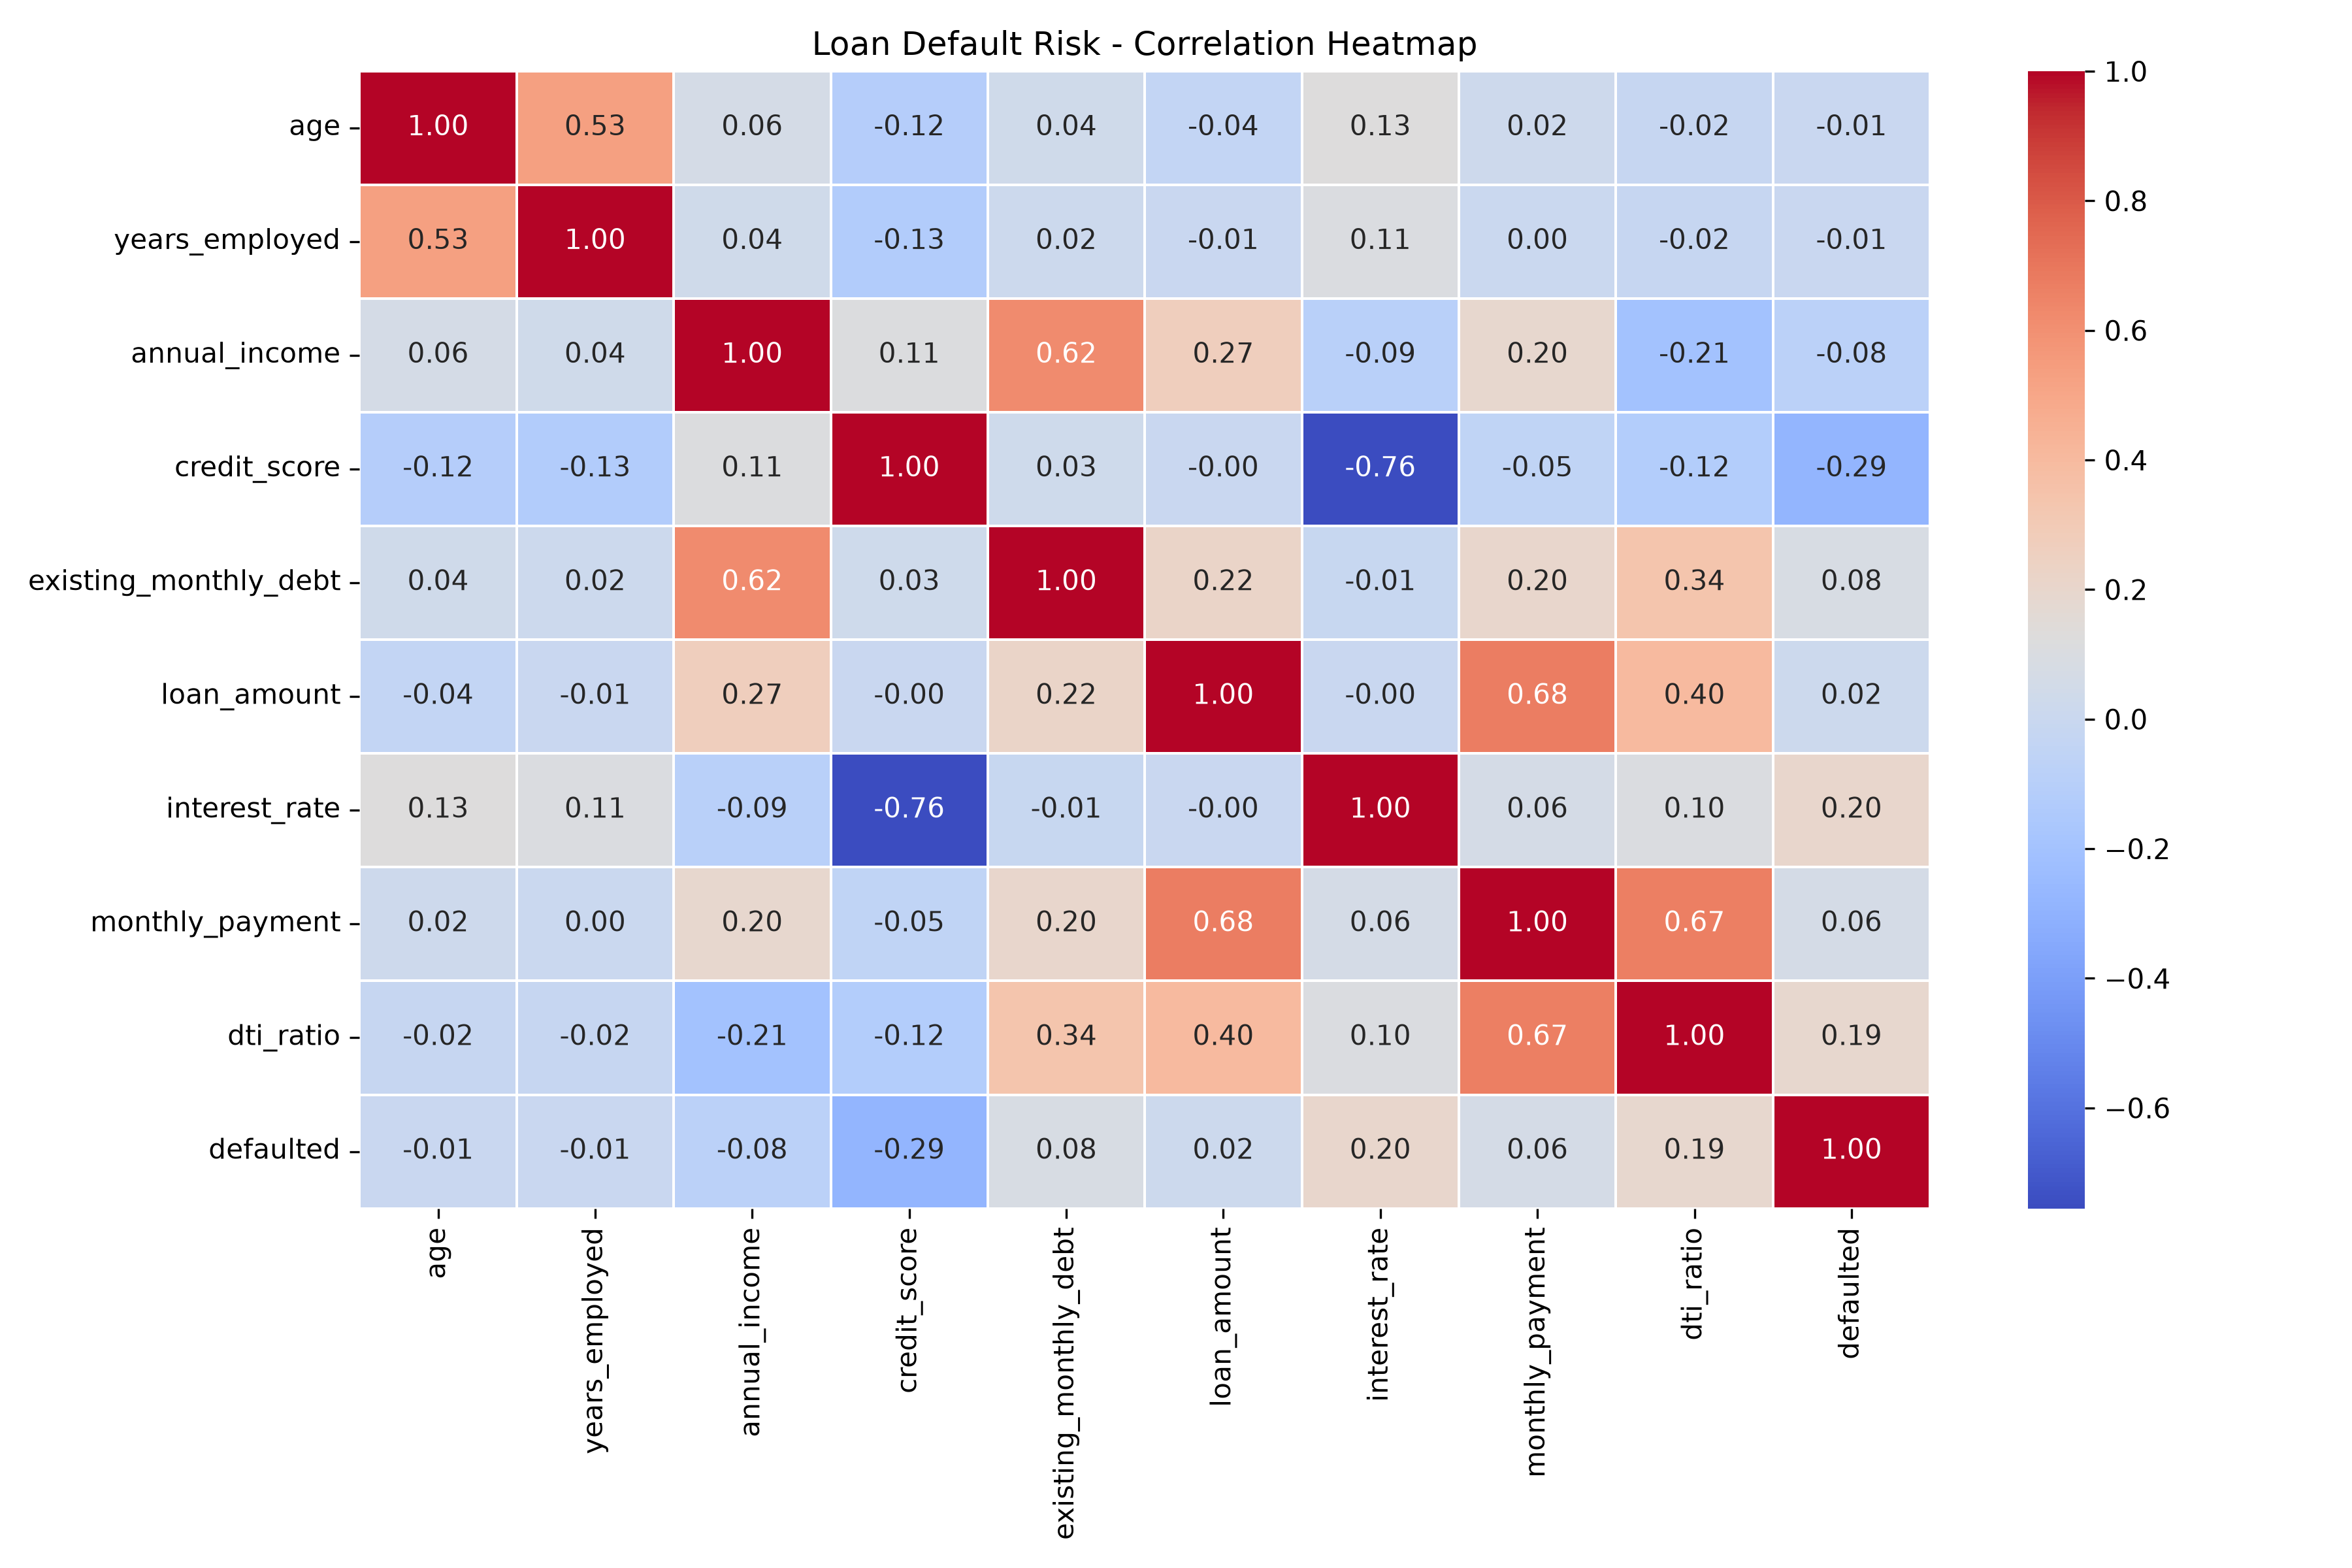 Loan Default Risk - Correlation Heatmap
age 1.00 0.53 0.06 -0.12 0.04 -0.04 0.13 0.02 -0.02 -0.01
years_employed 0.53 1.00 0.04 -0.13 0.02 -0.01 0.11 0.00 -0.02 -0.01
annual_income 0.06 0.04 1.00 0.11 0.62 0.27 -0.09 0.20 -0.21 -0.08
credit_score -0.12 -0.13 0.11 1.00 0.03 -0.00 -0.76 -0.05 -0.12 -0.29
existing_monthly_debt 0.04 0.02 0.62 0.03 1.00 0.22 -0.01 0.20 0.34 0.08
loan_amount -0.04 -0.01 0.27 -0.00 0.22 1.00 -0.00 0.68 0.40 0.02
interest_rate 0.13 0.11 -0.09 -0.76 -0.01 -0.00 1.00 0.06 0.10 0.20
monthly_payment 0.02 0.00 0.20 -0.05 0.20 0.68 0.06 1.00 0.67 0.06
dti_ratio -0.02 -0.02 -0.21 -0.12 0.34 0.40 0.10 0.67 1.00 0.19
defaulted -0.01 -0.01 -0.08 -0.29 0.08 0.02 0.20 0.06 0.19 1.00
age
years_employed
annual_income
credit_score
existing_monthly_debt
loan_amount
interest_rate
monthly_payment
dti_ratio
defaulted
1.0
0.8
0.6
0.4
0.2
0.0
−0.2
−0.4
−0.6